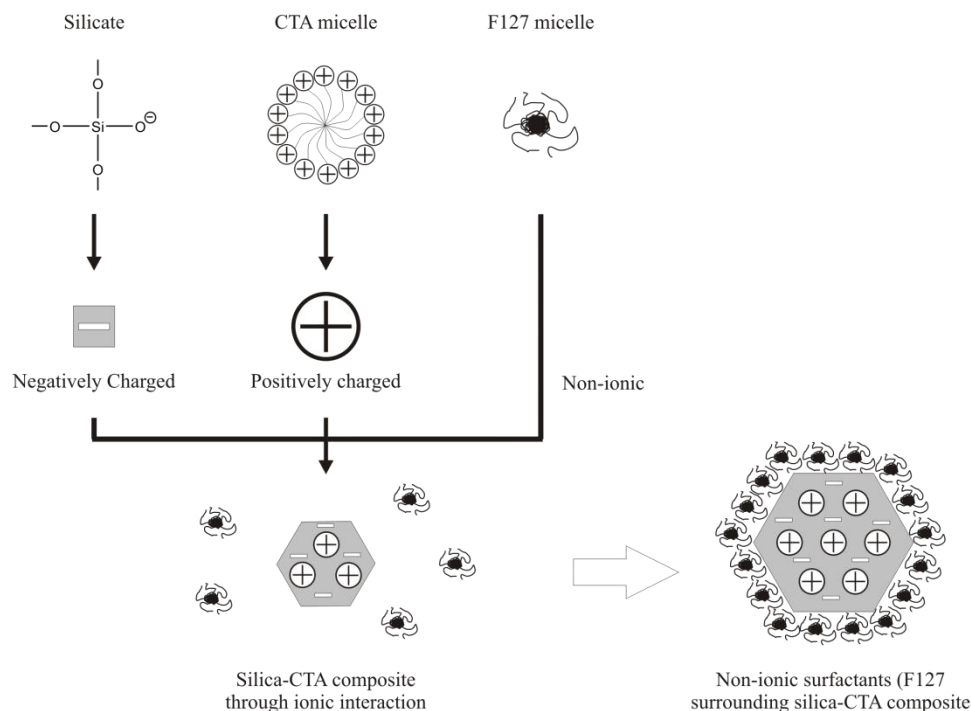 Silicate
CTA micelle
F127 micelle
O
O Si O⊖
O
Negatively Charged
Positively charged
Non-ionic
Silica-CTA composite
through ionic interaction
Non-ionic surfactants (F127
surrounding silica-CTA composite